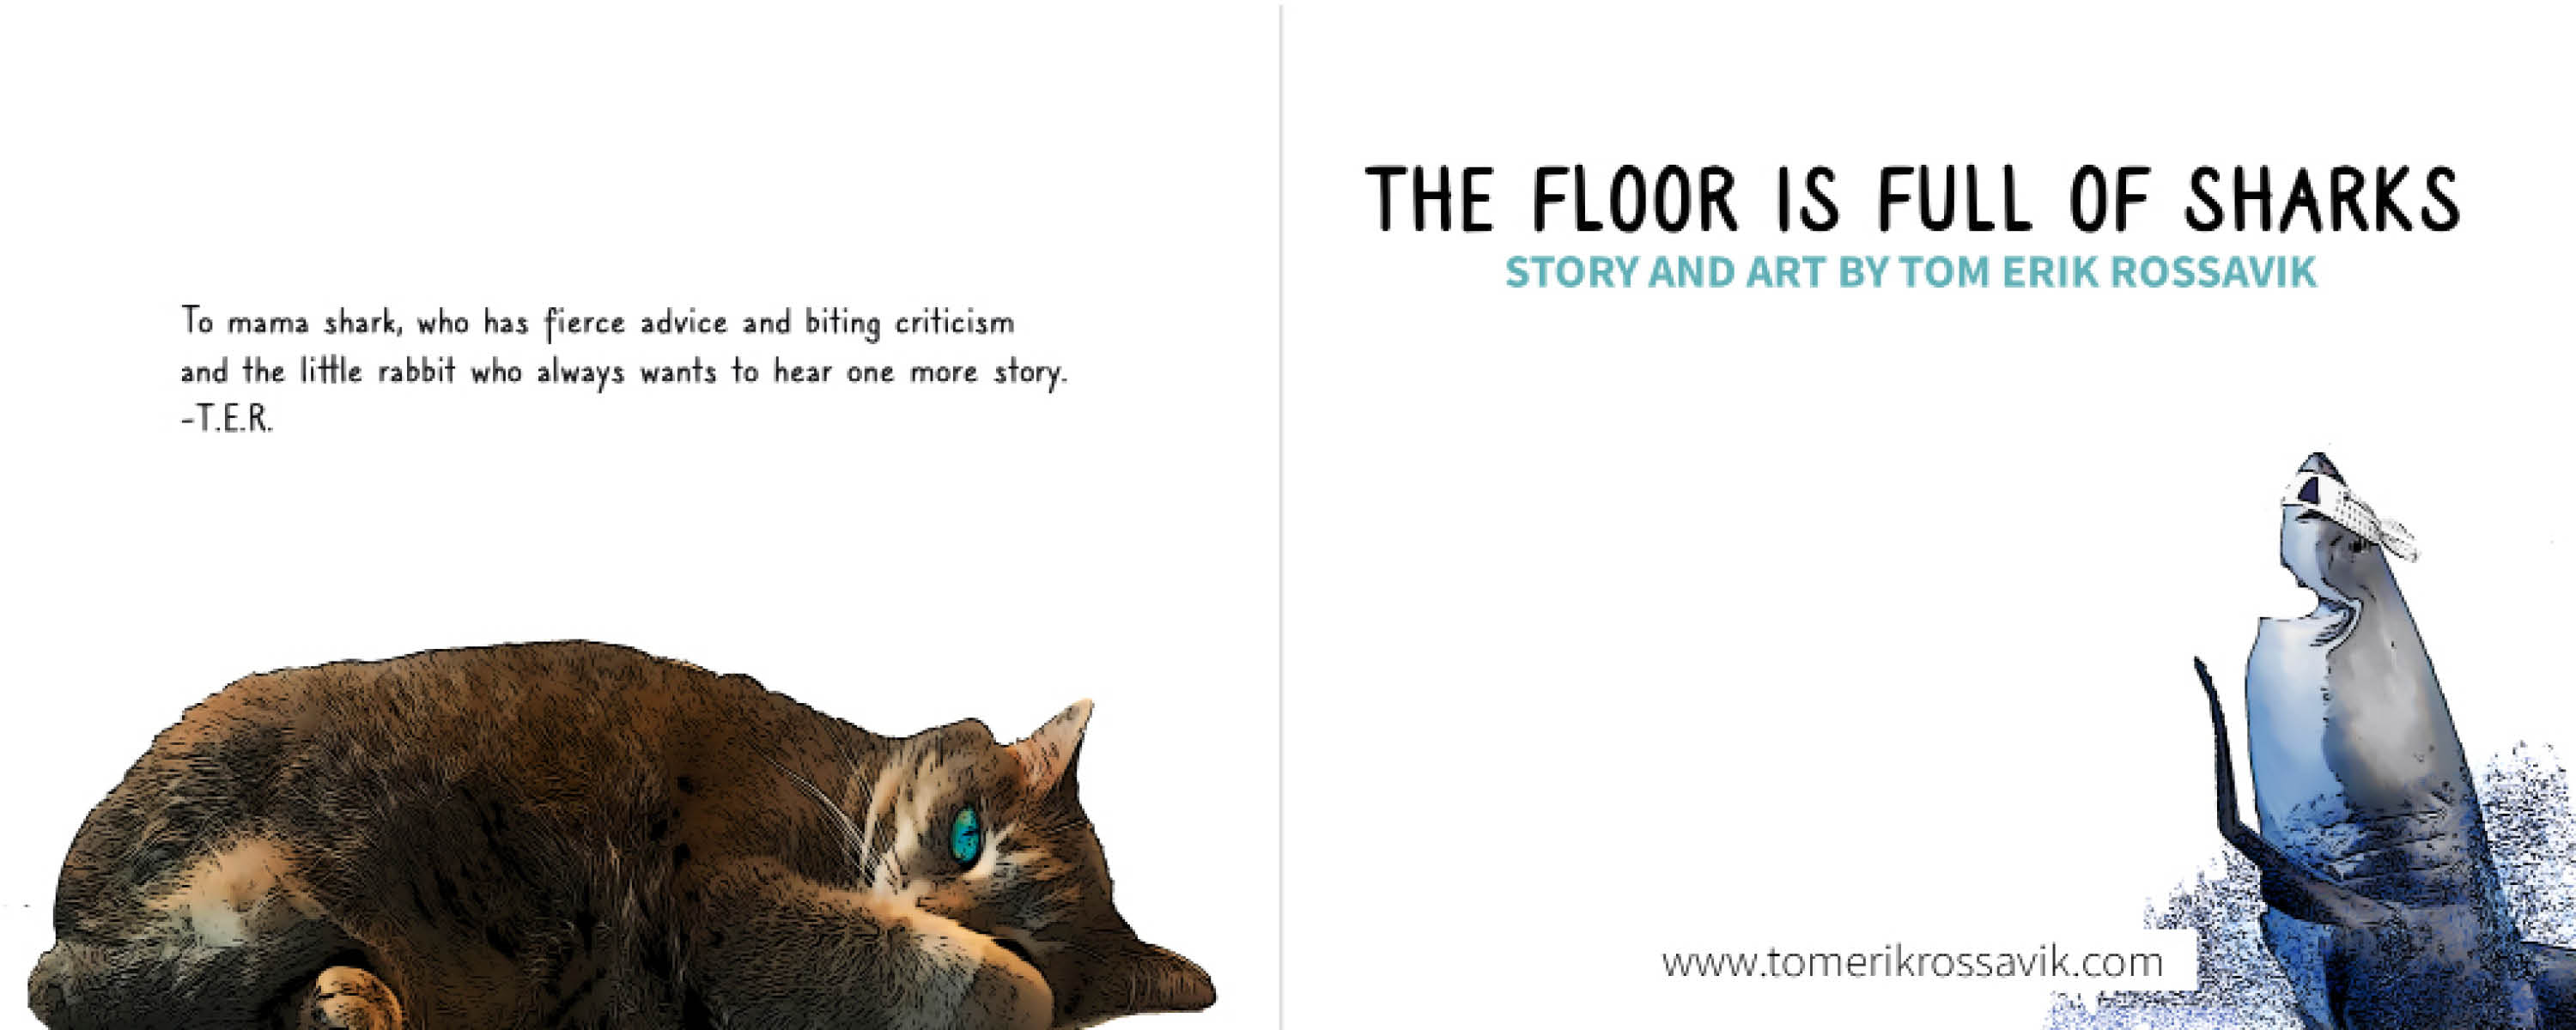 To mama shark, who has fierce advice and biting criticism
and the little rabbit who always wants to hear one more story.
-T.E.R.
THE FLOOR IS FULL OF SHARKS
STORY AND ART BY TOM ERIK ROSSAVIK
www.tomerikrossavik.com